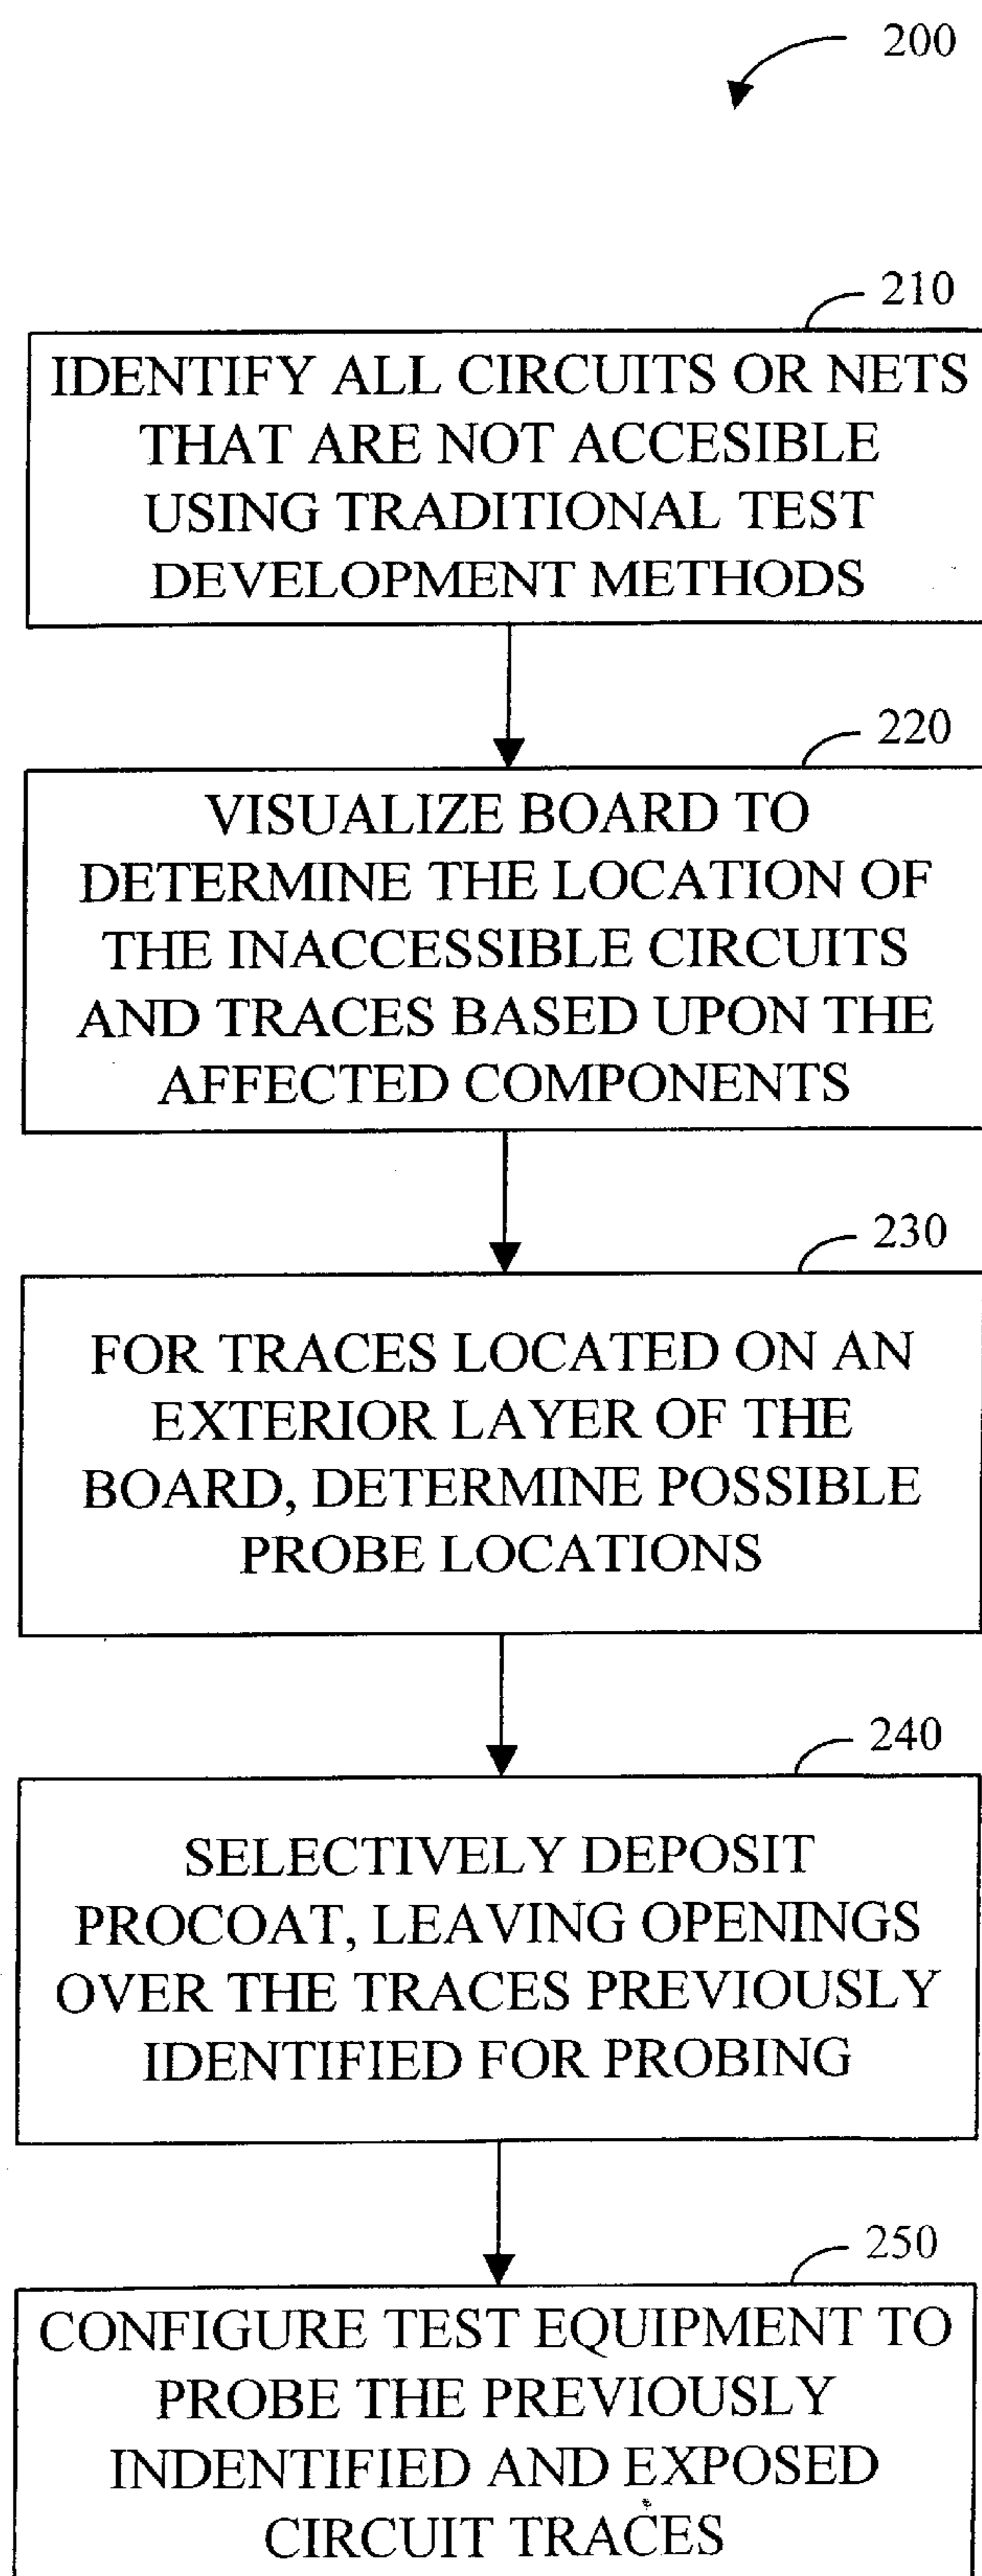 200
210
IDENTIFY ALL CIRCUITS OR NETS
THAT ARE NOT ACCESIBLE
USING TRADITIONAL TEST
DEVELOPMENT METHODS
220
VISUALIZE BOARD TO
DETERMINE THE LOCATION OF
THE INACCESSIBLE CIRCUITS
AND TRACES BASED UPON THE
AFFECTED COMPONENTS
230
FOR TRACES LOCATED ON AN
EXTERIOR LAYER OF THE
BOARD, DETERMINE POSSIBLE
PROBE LOCATIONS
240
SELECTIVELY DEPOSIT
PROCOAT, LEAVING OPENINGS
OVER THE TRACES PREVIOUSLY
IDENTIFIED FOR PROBING
250
CONFIGURE TEST EQUIPMENT TO
PROBE THE PREVIOUSLY
INDENTIFIED AND EXPOSED
CIRCUIT TRACES